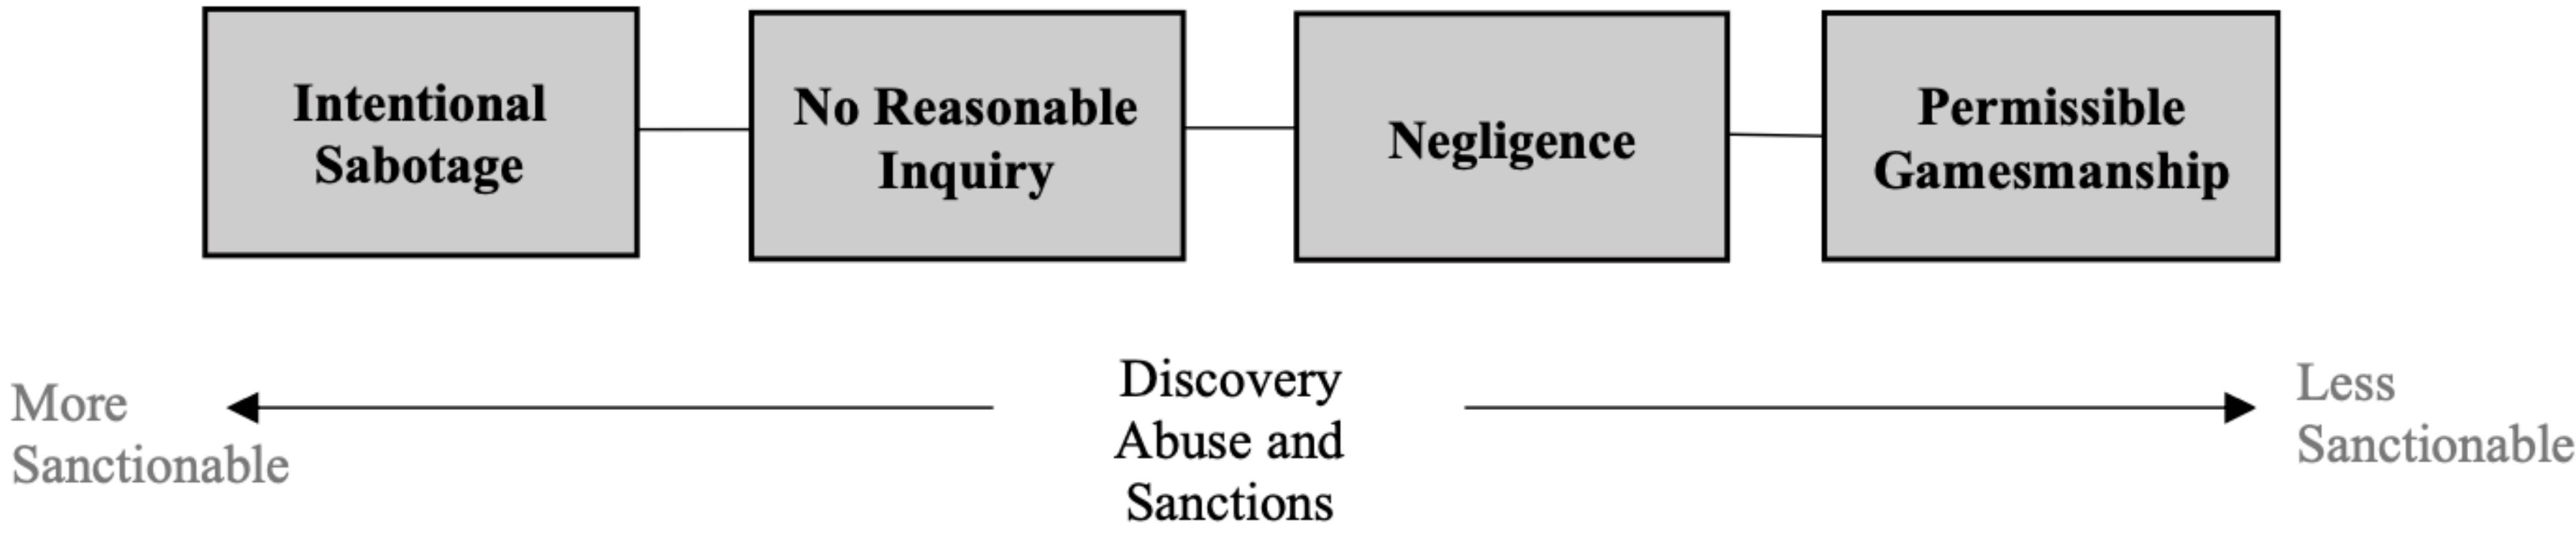 Intentional
Sabotage
No Reasonable
Inquiry
Negligence
Permissible
Gamesmanship
More
Sanctionable
Discovery
Abuse and
Sanctions
Less
Sanctionable